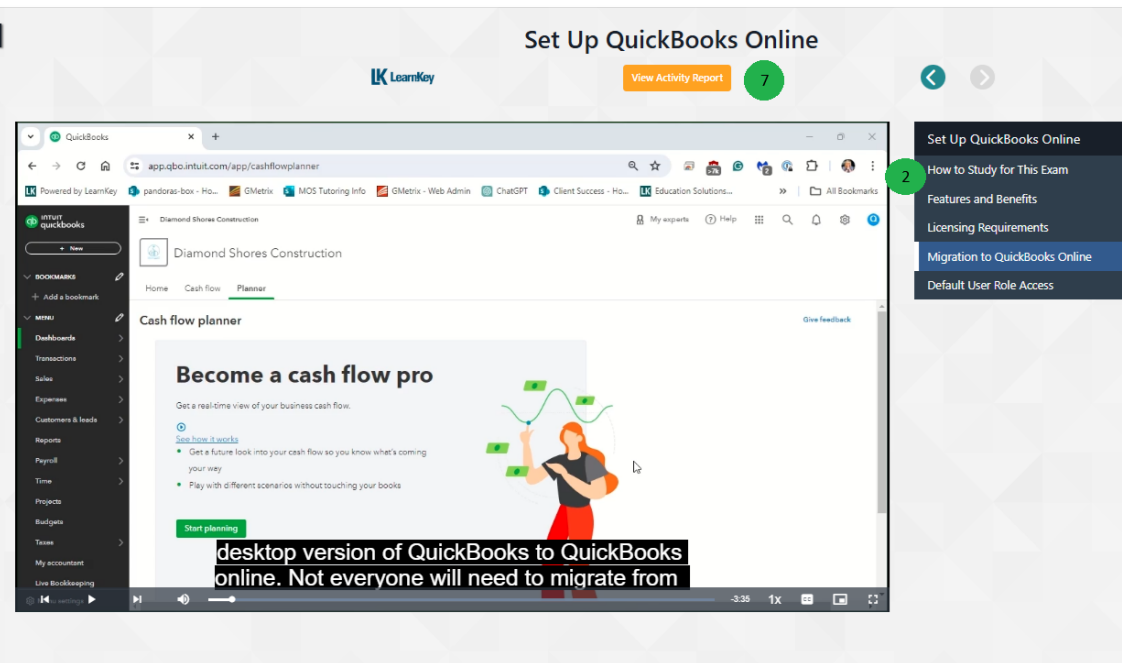 Set Up QuickBooks Online
LK LearnKey
View Activity Report
7
QuickBooks
app.qbo.intuit.com/app/cashflowplanner
Powered by LearnKey
pandoras-box - Ho...
GMetrix
MOS Tutoring Info
GMetrix - Web Admin
ChatGPT
Client Success - Ho...
Education Solutions...
All Bookmarks
INTUIT
quickbooks
+ New
BOOKMARKS
+ Add a bookmark
MENU
Dashboards
Transactions
Sales
Expenses
Customers & leads
Reports
Payroll
Time
Projects
Budgets
Taxes
My accountant
Live Bookkeeping
Diamond Shores Construction
My experts
Help
Diamond Shores Construction
Home
Cash flow
Planner
Cash flow planner
Give feedback
Become a cash flow pro
Get a real-time view of your business cash flow.
See how it works
Get a future look into your cash flow so you know what's coming
your way
Play with different scenarios without touching your books
Start planning
desktop version of QuickBooks to QuickBooks
online. Not everyone will need to migrate from
-3:35
1x
Set Up QuickBooks Online
2
How to Study for This Exam
Features and Benefits
Licensing Requirements
Migration to QuickBooks Online
Default User Role Access